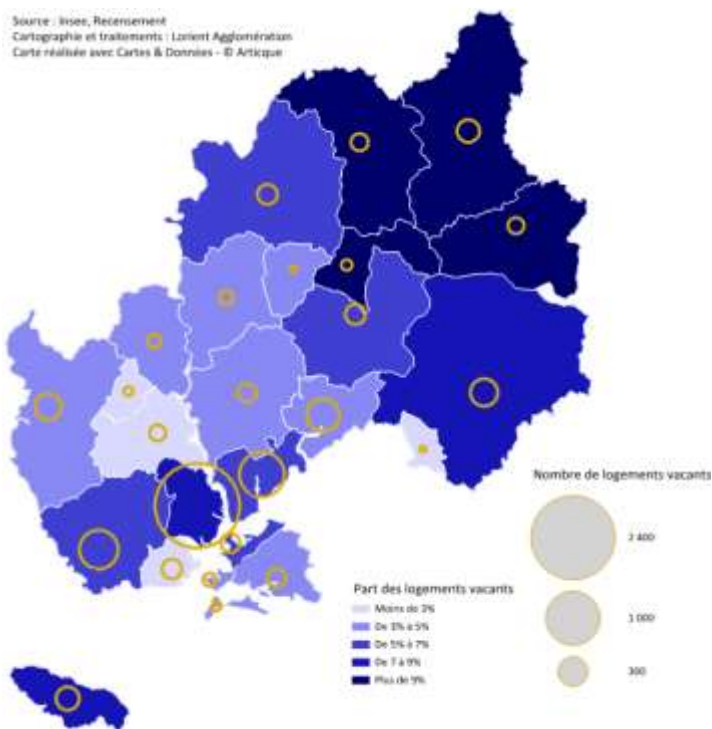 Source : Insee, Recensement
Cartographie et traitements : Lorient Agglomération
Carte réalisée avec Cartes & Données - © Articque
Nombre de logements vacants
2 400
1 000
300
Part des logements vacants
Moins de 3%
De 3% à 5%
De 5% à 7%
De 7 à 9%
Plus de 9%